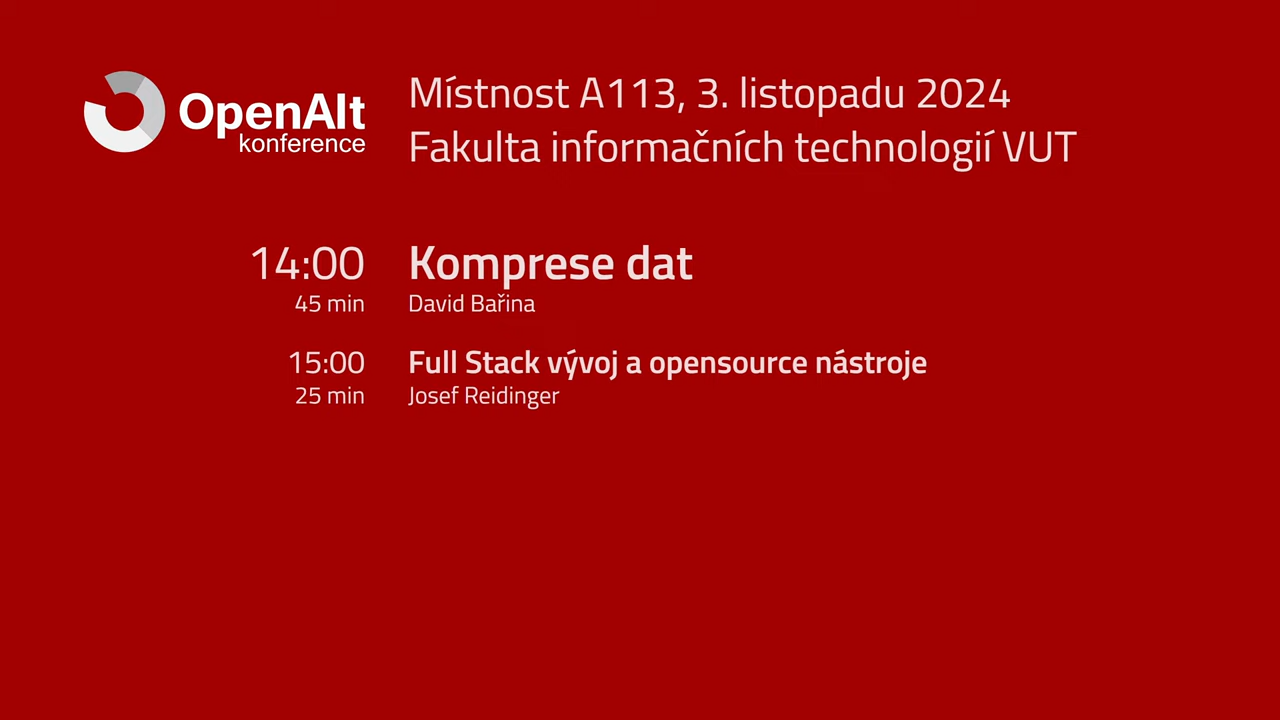 OpenAlt
konference
Místnost A113, 3. listopadu 2024
Fakulta informačních technologií VUT
14:00 Komprese dat
45 min David Bařina
15:00 Full Stack vývoj a opensource nástroje
25 min Josef Reidinger